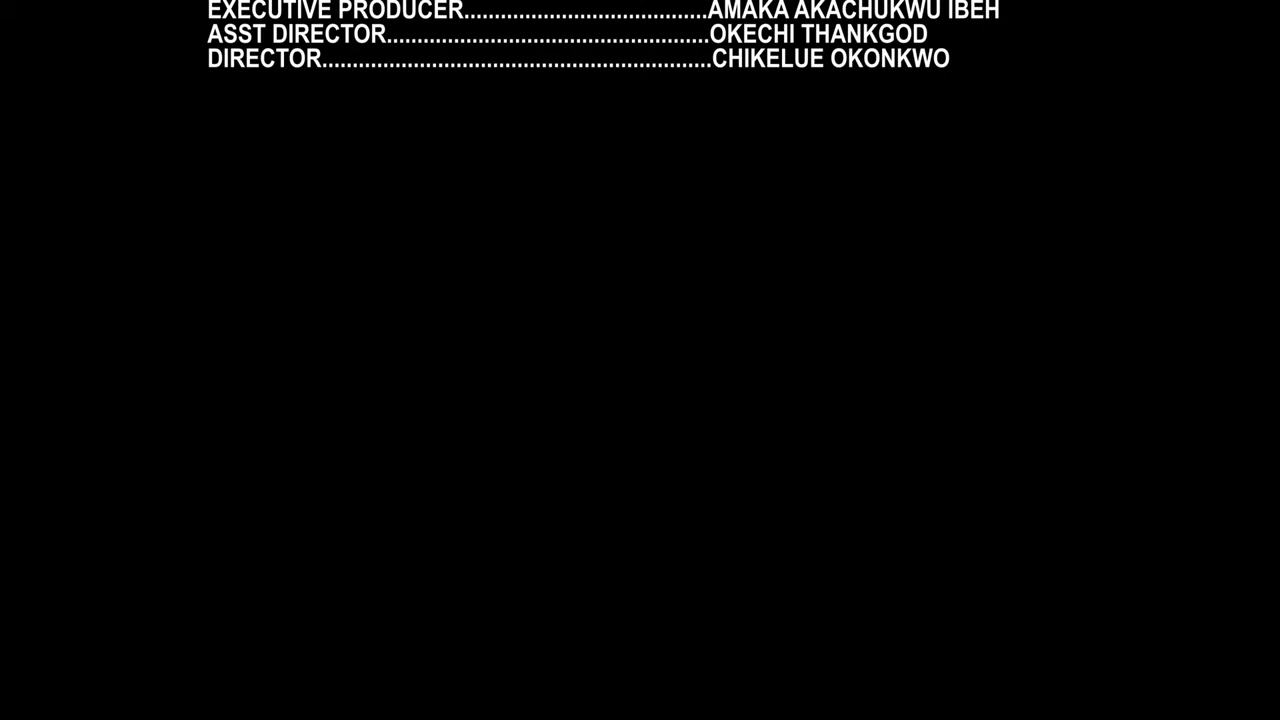 EXECUTIVE PRODUCER........................................AMAKA AKACHUKWU IBEH
ASST DIRECTOR.....................................................OKECHI THANKGOD
DIRECTOR................................................................CHIKELUE OKONKWO